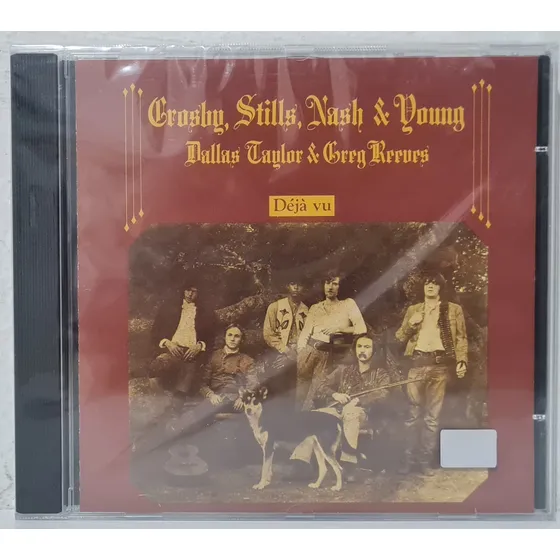 Crosby, Stills, Nash & Young
Dallas Taylor & Greg Reeves
Déjà vu